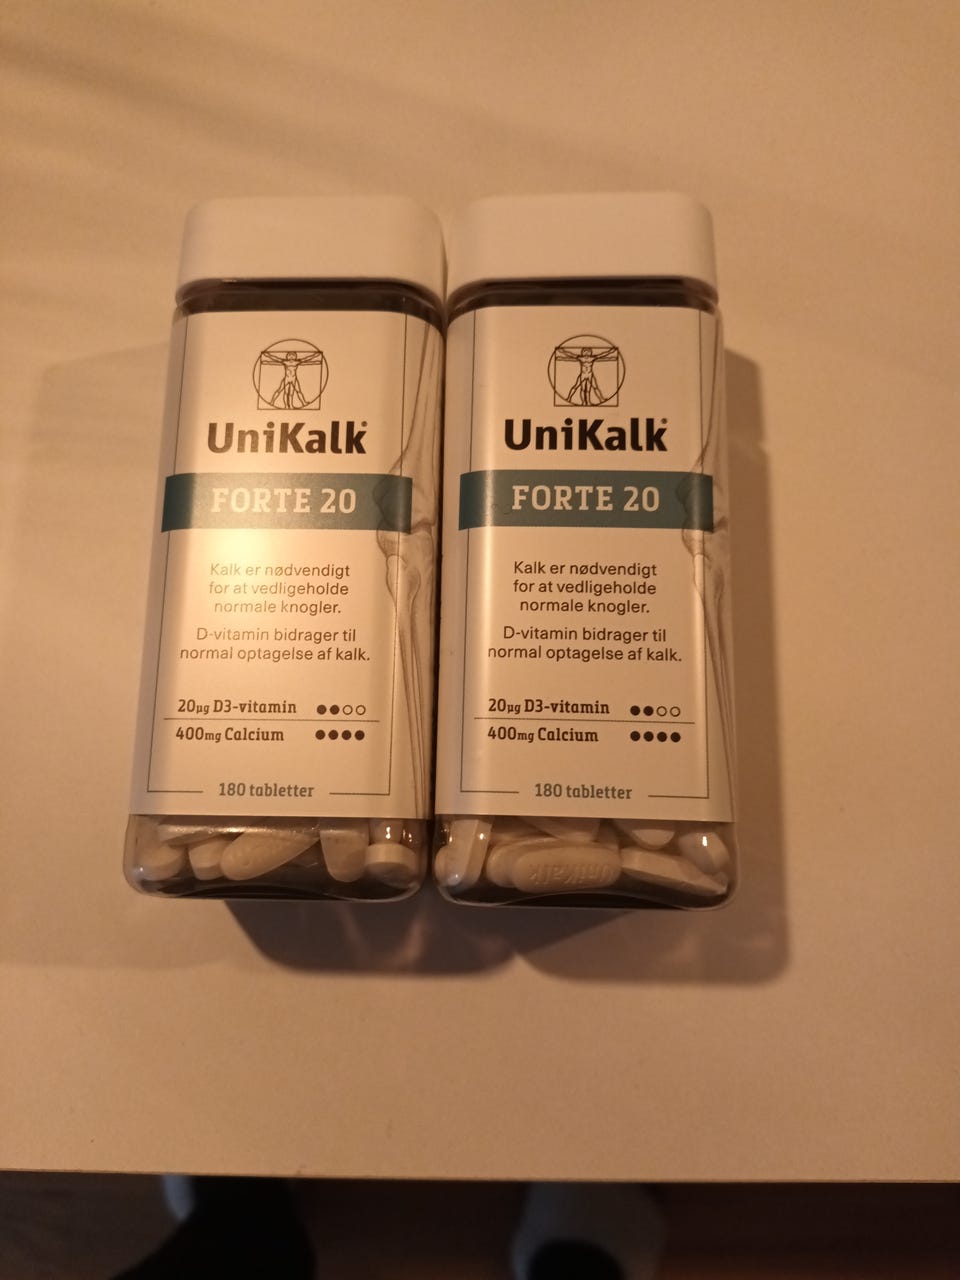 UniKalk®
FORTE 20
Kalk er nødvendigt
for at vedligeholde
normale knogler.
D-vitamin bidrager til
normal optagelse af kalk.
20µg D3-vitamin
400mg Calcium
180 tabletter
UniKalk®
FORTE 20
Kalk er nødvendigt
for at vedligeholde
normale knogler.
D-vitamin bidrager til
normal optagelse af kalk.
20µg D3-vitamin
400mg Calcium
180 tabletter
UniKalk